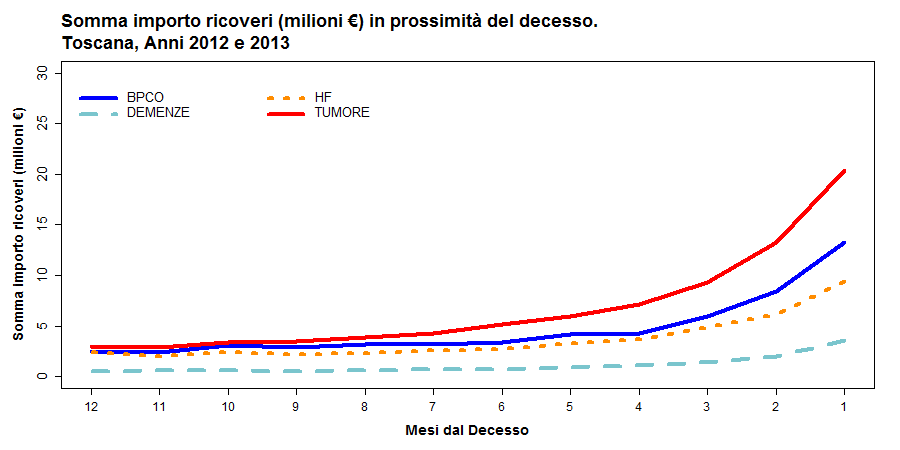 Somma importo ricoveri (milioni €) in prossimità del decesso.
Toscana, Anni 2012 e 2013
Somma importo ricoveri (milioni €)
30
25
20
15
10
5
0
BPCO HF
DEMENZE TUMORE
12 11 10 9 8 7 6 5 4 3 2 1
Mesi dal Decesso